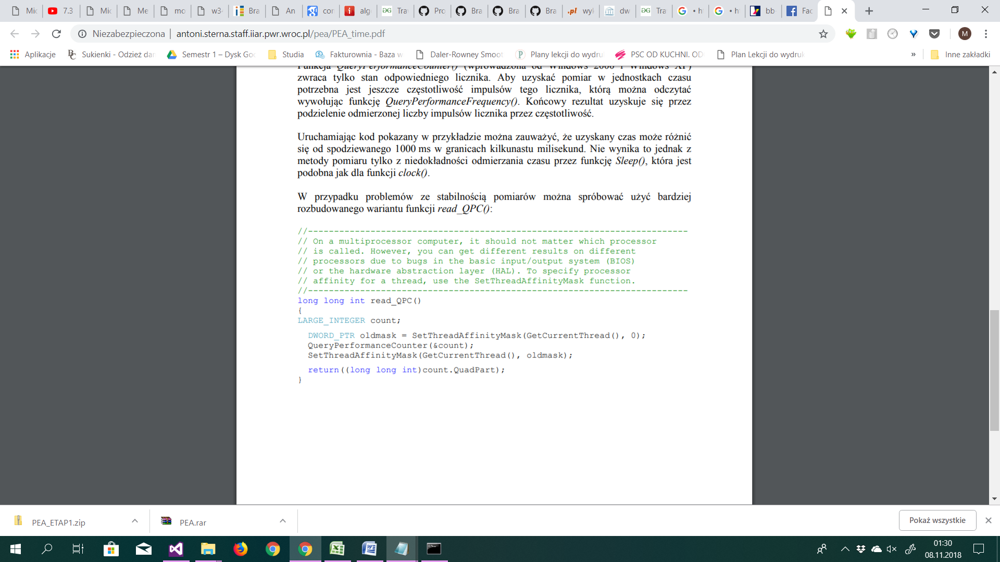 Mic
7.3
Mic
Me
mo
w3-
Bra
An
cor
alg
Tra
Pro
Bra
Bra
Bra
wyk
dw
Tra
• h
• h
bb-
Fac
Niezabezpieczona | antoni.sterna.staff.iiar.pwr.wroc.pl/pea/PEA_time.pdf
M
Aplikacje
Sukienki - Odzież dar
Semestr 1 – Dysk Goo
Studia
Fakturownia - Baza w
Daler-Rowney Smoot
Plany lekcji do wydru
PSC OD KUCHNI. OD
Plan Lekcji do wydruk
»
Inne zakładki
Funkcja QueryPerformanceCounter() (wprowadzona od Windows 2000 i Windows XP)
zwraca tylko stan odpowiedniego licznika. Aby uzyskać pomiar w jednostkach czasu
potrzebna jest jeszcze częstotliwość impulsów tego licznika, którą można odczytać
wywołując funkcję QueryPerformanceFrequency(). Końcowy rezultat uzyskuje się przez
podzielenie odmierzonej liczby impulsów licznika przez częstotliwość.
Uruchamiając kod pokazany w przykładzie można zauważyć, że uzyskany czas może różnić
się od spodziewanego 1000 ms w granicach kilkunastu milisekund. Nie wynika to jednak z
metody pomiaru tylko z niedokładności odmierzania czasu przez funkcję Sleep(), która jest
podobna jak dla funkcji clock().
W przypadku problemów ze stabilnością pomiarów można spróbować użyć bardziej
rozbudowanego wariantu funkcji read_QPC():
//-------------------------------------------------------------------------
// On a multiprocessor computer, it should not matter which processor
// is called. However, you can get different results on different
// processors due to bugs in the basic input/output system (BIOS)
// or the hardware abstraction layer (HAL). To specify processor
// affinity for a thread, use the SetThreadAffinityMask function.
//-------------------------------------------------------------------------
long long int read_QPC()
{
LARGE_INTEGER count;
DWORD_PTR oldmask = SetThreadAffinityMask(GetCurrentThread(), 0);
QueryPerformanceCounter(&count);
SetThreadAffinityMask(GetCurrentThread(), oldmask);
return((long long int)count.QuadPart);
}
PEA_ETAP1.zip
PEA.rar
Pokaż wszystkie
01:30
08.11.2018